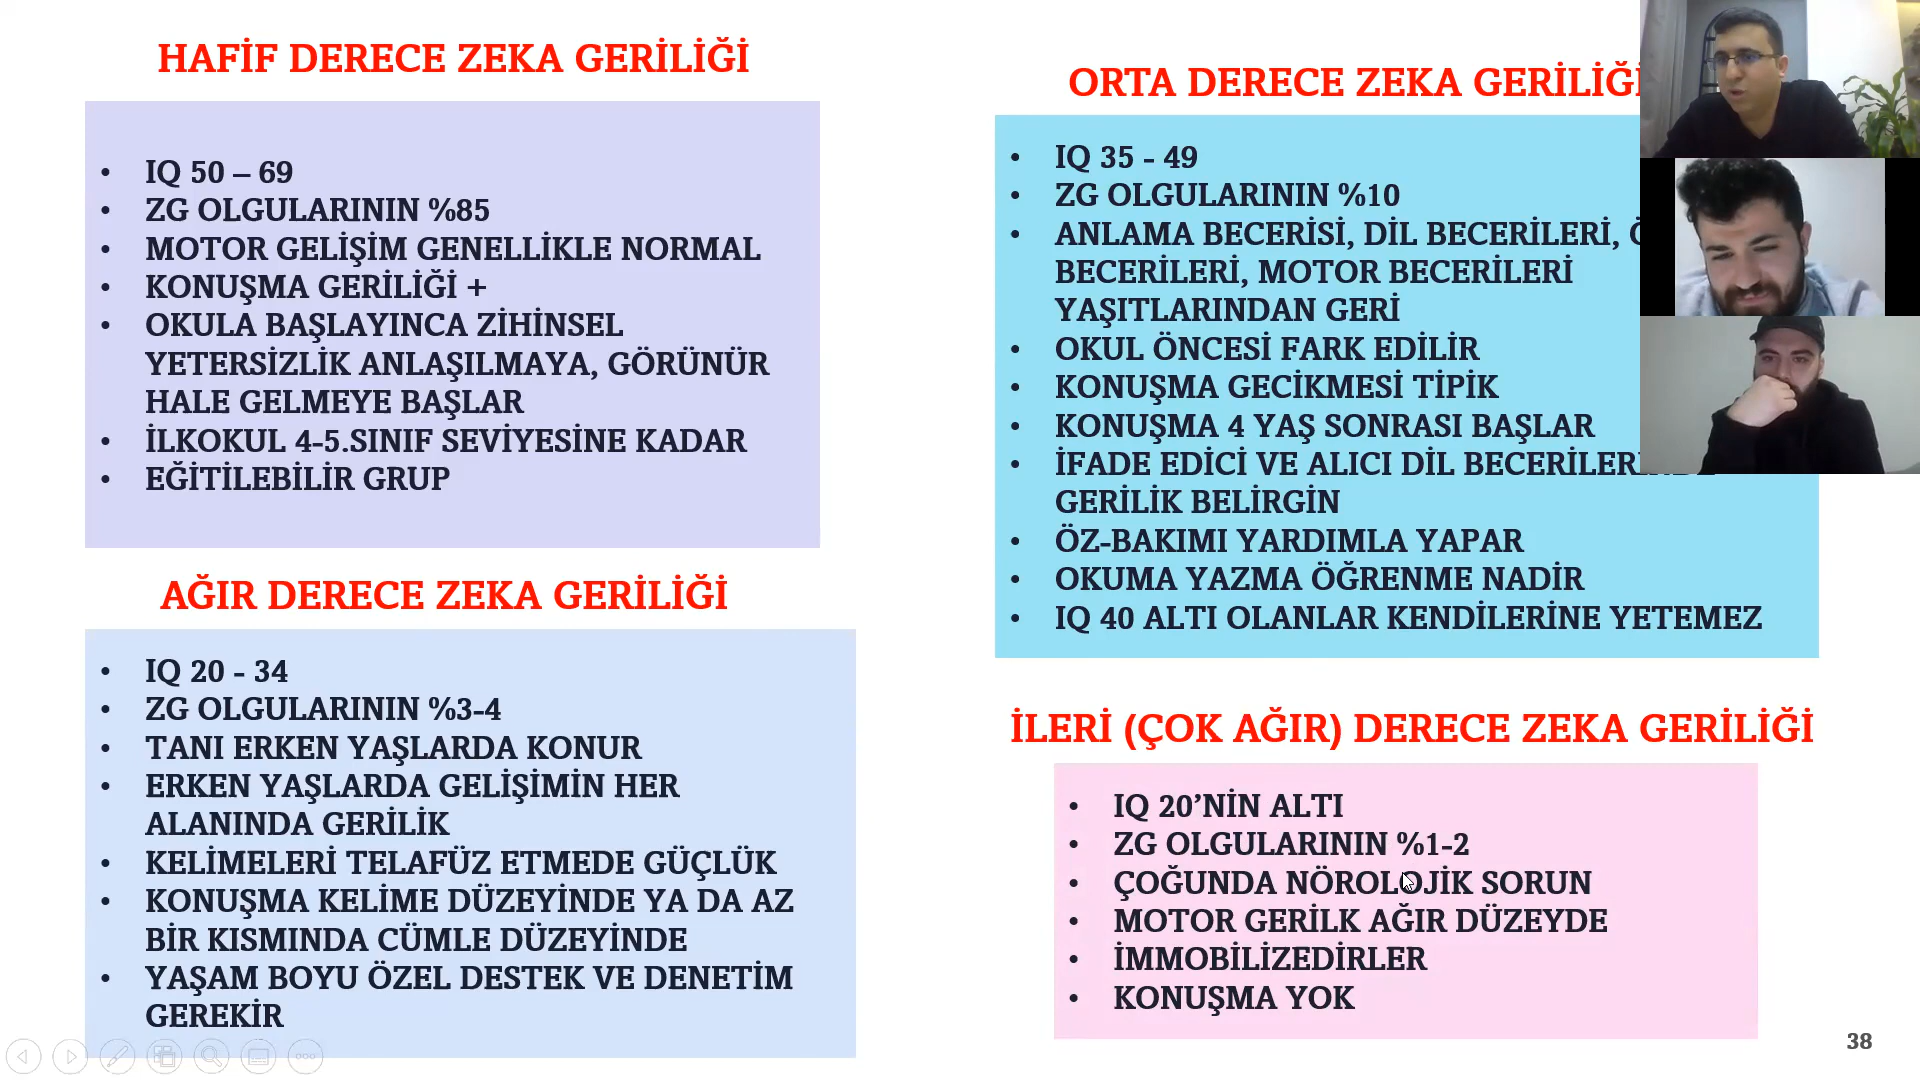 HAFİF DERECE ZEKA GERİLİĞİ
• IQ 50 – 69
• ZG OLGULARININ %85
• MOTOR GELİŞİM GENELLİKLE NORMAL
• KONUŞMA GERİLİĞİ +
• OKULA BAŞLAYINCA ZİHİNSEL
YETERSİZLİK ANLAŞILMAYA, GÖRÜNÜR
HALE GELMEYE BAŞLAR
• İLKOKUL 4-5.SINIF SEVİYESİNE KADAR
• EĞİTİLEBİLİR GRUP
ORTA DERECE ZEKA GERİLİĞİ
• IQ 35 - 49
• ZG OLGULARININ %10
• ANLAMA BECERİSİ, DİL BECERİLERİ,
BECERİLERİ, MOTOR BECERİLERİ
YAŞITLARINDAN GERİ
• OKUL ÖNCESİ FARK EDİLİR
• KONUŞMA GECİKMESİ TİPİK
• KONUŞMA 4 YAŞ SONRASI BAŞLAR
• İFADE EDİCİ VE ALICI DİL BECERİLERİNDE
GERİLİK BELİRGİN
• ÖZ-BAKIMI YARDIMLA YAPAR
• OKUMA YAZMA ÖĞRENME NADİR
• IQ 40 ALTI OLANLAR KENDİLERİNE YETEMEZ
AĞIR DERECE ZEKA GERİLİĞİ
• IQ 20 - 34
• ZG OLGULARININ %3-4
• TANI ERKEN YAŞLARDA KONUR
• ERKEN YAŞLARDA GELİŞİMİN HER
ALANINDA GERİLİK
• KELİMELERİ TELAFÜZ ETMEDE GÜÇLÜK
• KONUŞMA KELİME DÜZEYİNDE YA DA AZ
BİR KISMINDA CÜMLE DÜZEYİNDE
• YAŞAM BOYU ÖZEL DESTEK VE DENETİM
GEREKİR
İLERİ (ÇOK AĞIR) DERECE ZEKA GERİLİĞİ
• IQ 20’NİN ALTI
• ZG OLGULARININ %1-2
• ÇOĞUNDA NÖROLOJİK SORUN
• MOTOR GERİLK AĞIR DÜZEYDE
• İMMOBİLİZEDİRLER
• KONUŞMA YOK
38